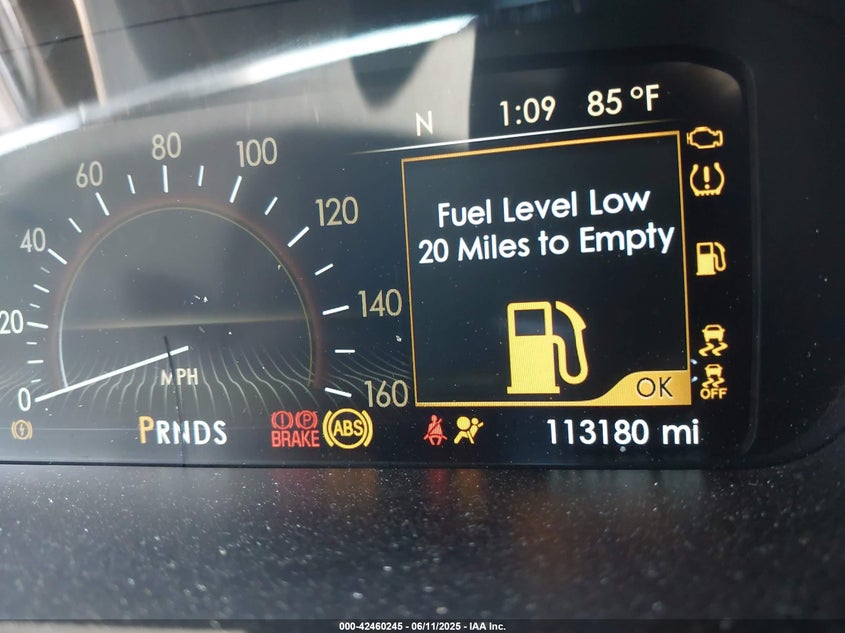 N 1:09 85 °F
Fuel Level Low
20 Miles to Empty
OK
0
20
40
60
80
100
120
140
160
MPH
OFF
PRNDS
P
BRAKE
ABS
113180 mi
000-42460245 - 06/11/2025 - IAA Inc.